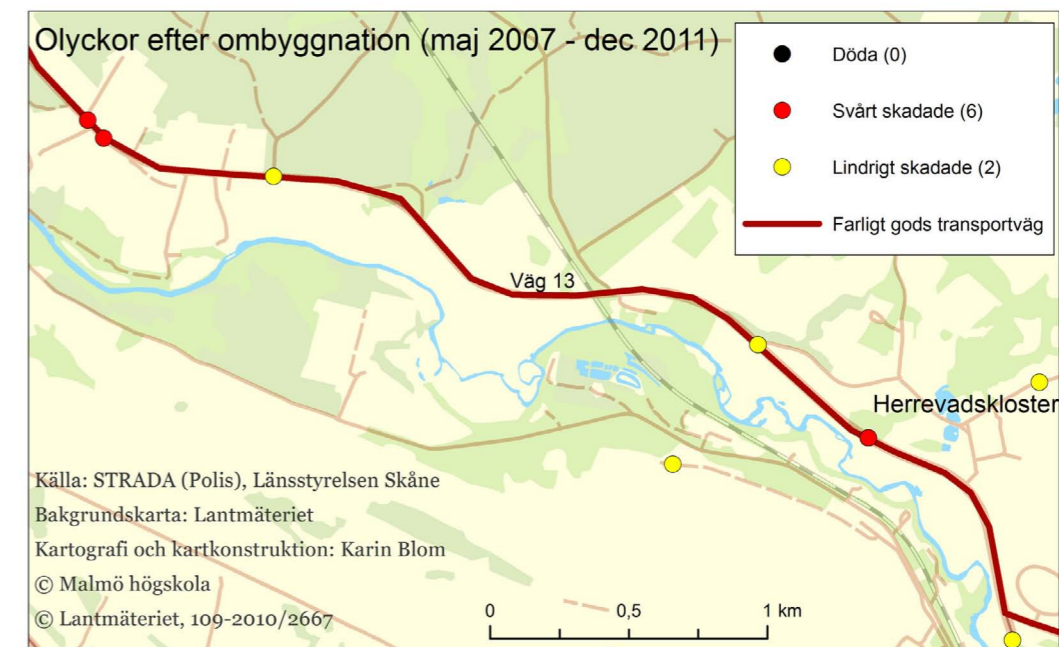 Olyckor efter ombyggnation (maj 2007 - dec 2011)
Döda (0)
Svårt skadade (6)
Lindrigt skadade (2)
Farligt gods transportväg
Väg 13
Herrevadskloster
Källa: STRADA (Polis), Länsstyrelsen Skåne
Bakgrundskarta: Lantmäteriet
Kartografi och kartkonstruktion: Karin Blom
© Malmö högskola
© Lantmäteriet, 109-2010/2667
0 0,5 1 km